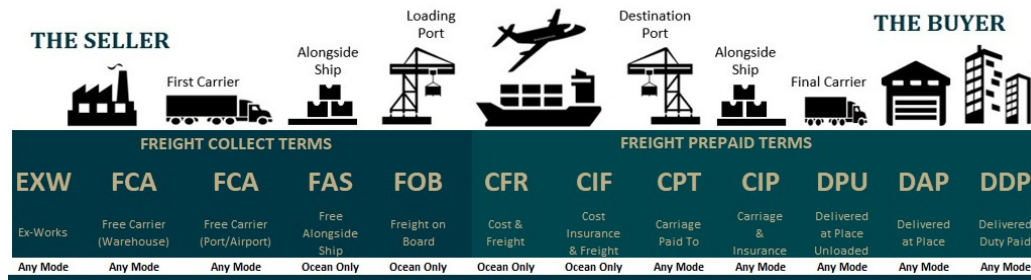 THE SELLER
First Carrier
Alongside
Ship
Loading
Port
Destination
Port
Alongside
Ship
Final Carrier
THE BUYER
FREIGHT COLLECT TERMS
FREIGHT PREPAID TERMS
EXW FCA FCA FAS FOB CFR CIF CPT CIP DPU DAP DDP
Ex-Works
Free Carrier
(Warehouse)
Free Carrier
(Port/Airport)
Free
Alongside
Ship
Freight on
Board
Cost &
Freight
Cost
Insurance
& Freight
Carriage
Paid To
Carriage
&
Insurance
Delivered
at Place
Unloaded
Delivered
at Place
Delivered
Duty Paid
Any Mode Any Mode Any Mode Ocean Only Ocean Only Ocean Only Ocean Only Any Mode Any Mode Any Mode Any Mode Any Mode